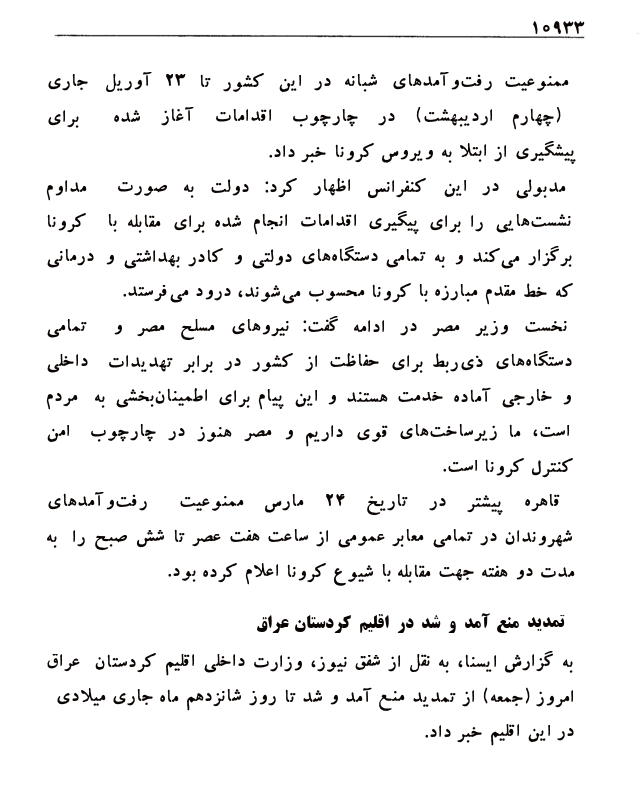 ۱۰۹۳۳
ممنوعیت رفت‌وآمدهای شبانه در این کشور تا ۲۳ آوریل جاری
(چهارم اردیبهشت) در چارچوب اقدامات آغاز شده برای
پیشگیری از ابتلا به ویروس کرونا خبر داد.
مدبولی در این کنفرانس اظهار کرد: دولت به صورت مداوم
نشست‌هایی را برای پیگیری اقدامات انجام شده برای مقابله با کرونا
برگزار می‌کند و به تمامی دستگاه‌های دولتی و کادر بهداشتی و درمانی
که خط مقدم مبارزه با کرونا محسوب می‌شوند، درود می‌فرستد.
نخست وزیر مصر در ادامه گفت: نیروهای مسلح مصر و تمامی
دستگاه‌های ذی‌ربط برای حفاظت از کشور در برابر تهدیدات داخلی
و خارجی آماده خدمت هستند و این پیام برای اطمینان‌بخشی به مردم
است، ما زیرساخت‌های قوی داریم و مصر هنوز در چارچوب امن
کنترل کرونا است.
قاهره پیشتر در تاریخ ۲۴ مارس ممنوعیت رفت‌وآمدهای
شهروندان در تمامی معابر عمومی از ساعت هفت عصر تا شش صبح را به
مدت دو هفته جهت مقابله با شیوع کرونا اعلام کرده بود.
تمدید منع آمد و شد در اقلیم کردستان عراق
به گزارش ایسنا، به نقل از شفق نیوز، وزارت داخلی اقلیم کردستان عراق
امروز (جمعه) از تمدید منع آمد و شد تا روز شانزدهم ماه جاری میلادی
در این اقلیم خبر داد.